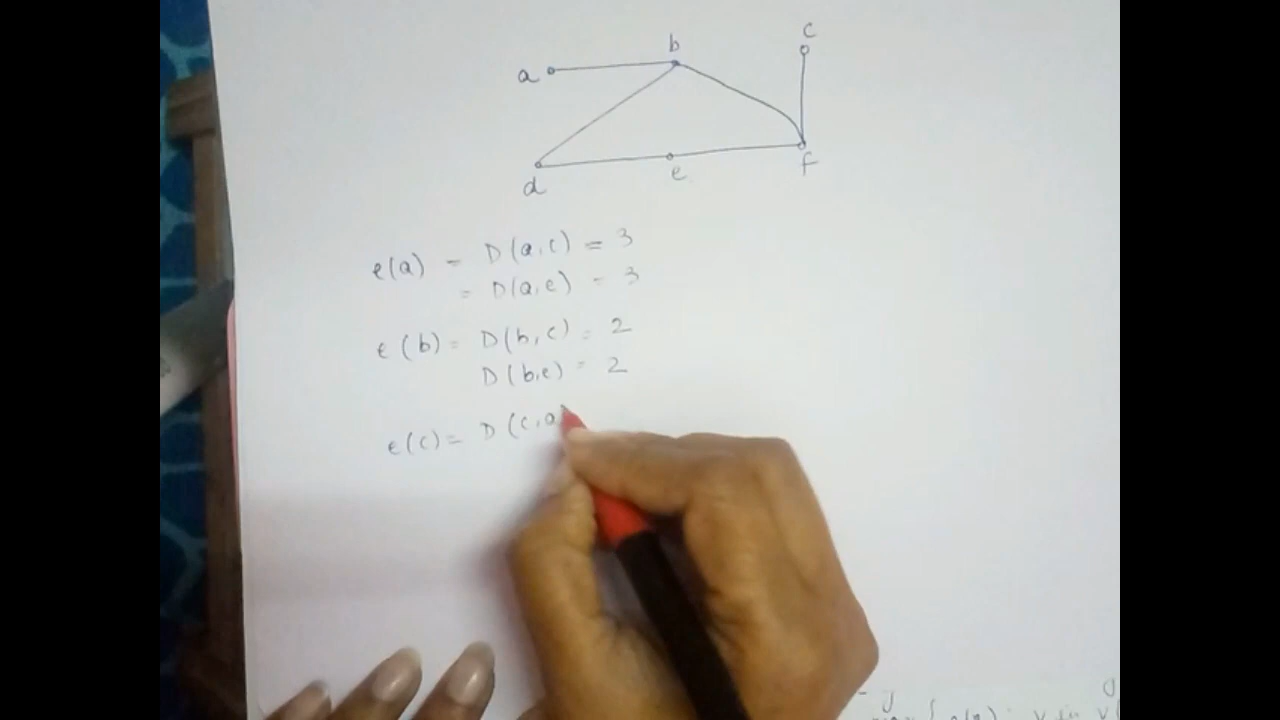 c
b
a
d
e
f
e(a) = D(a,c) = 3
= D(a,e) = 3
e(b) = D(b,c) = 2
D(b,e) = 2
e(c) = D(c,a)